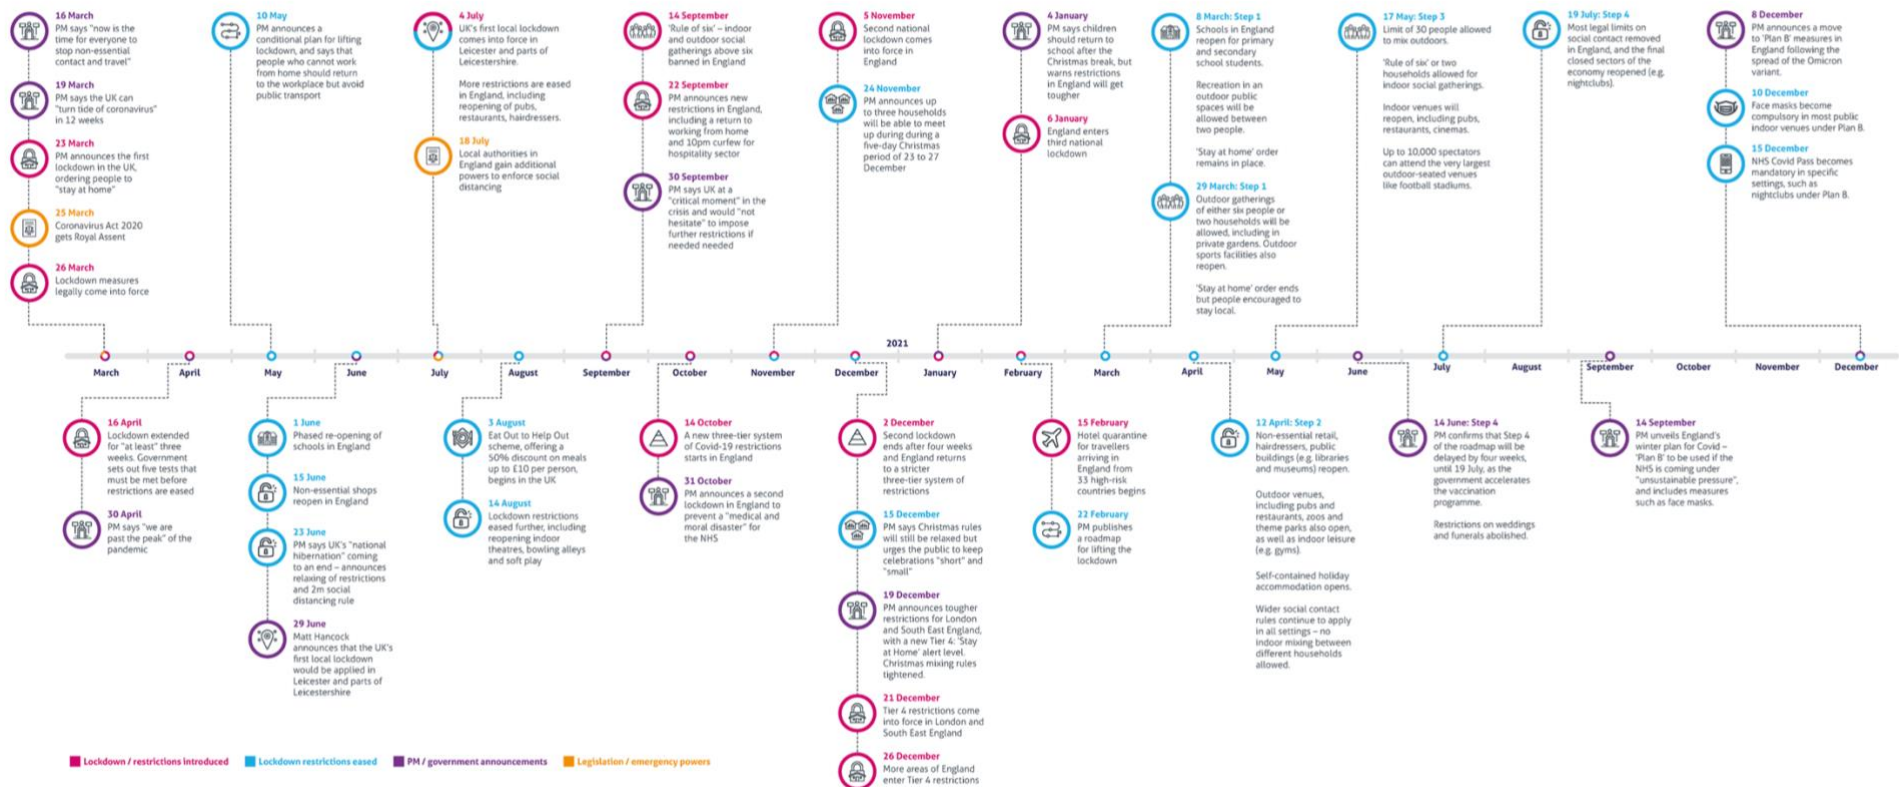 16 March
PM says "now is the
time for everyone to
stop non-essential
contact and travel"
19 March
PM says the UK can
"turn tide of coronavirus"
in 12 weeks
23 March
PM announces the first
lockdown in the UK,
ordering people to
"stay at home"
25 March
Coronavirus Act 2020
gets Royal Assent
26 March
Lockdown measures
legally come into force
10 May
PM announces a
conditional plan for lifting
lockdown, and says that
people who cannot work
from home should return
to the workplace but avoid
public transport
4 July
UK's first local lockdown
comes into force in
Leicester and parts of
Leicestershire.
More restrictions are eased
in England, including
reopening of pubs,
restaurants, hairdressers.
18 July
Local authorities in
England gain additional
powers to enforce social
distancing
14 September
'Rule of six' – indoor
and outdoor social
gatherings above six
banned in England
22 September
PM announces new
restrictions in England,
including a return to
working from home
and 10pm curfew for
hospitality sector
30 September
PM says UK at a
"critical moment" in the
crisis and would "not
hesitate" to impose
further restrictions if
needed needed
5 November
Second national
lockdown comes
into force in
England
24 November
PM announces up
to three households
will be able to meet
up during during a
five-day Christmas
period of 23 to 27
December
4 January
PM says children
should return to
school after the
Christmas break, but
warns restrictions
in England will get
tougher
6 January
England enters
third national
lockdown
8 March: Step 1
Schools in England
reopen for primary
and secondary
school students.
Recreation in an
outdoor public
spaces will be
allowed between
two people.
'Stay at home' order
remains in place.
29 March: Step 1
Outdoor gatherings
of either six people or
two households will be
allowed, including in
private gardens. Outdoor
sports facilities also
reopen.
'Stay at home' order ends
but people encouraged to
stay local.
17 May: Step 3
Limit of 30 people allowed
to mix outdoors.
'Rule of six' or two
households allowed for
indoor social gatherings.
Indoor venues will
reopen, including pubs,
restaurants, cinemas.
Up to 10,000 spectators
can attend the very largest
outdoor-seated venues
like football stadiums.
19 July: Step 4
Most legal limits on
social contact removed
in England, and the final
closed sectors of the
economy reopened (e.g.
nightclubs).
8 December
PM announces a move
to 'Plan B' measures in
England following the
spread of the Omicron
variant.
10 December
Face masks become
compulsory in most public
indoor venues under Plan B.
15 December
NHS Covid Pass becomes
mandatory in specific
settings, such as
nightclubs under Plan B.
2021
March April May June July August September October November December January February March April May June July August September October November December
16 April
Lockdown extended
for "at least" three
weeks. Government
sets out five tests that
must be met before
restrictions are eased
30 April
PM says "we are
past the peak" of the
pandemic
1 June
Phased re-opening of
schools in England
15 June
Non-essential shops
reopen in England
23 June
PM says UK's "national
hibernation" coming
to an end – announces
relaxing of restrictions
and 2m social
distancing rule
29 June
Matt Hancock
announces that the UK's
first local lockdown
would be applied in
Leicester and parts of
Leicestershire
3 August
Eat Out to Help Out
scheme, offering a
50% discount on meals
up to £10 per person,
begins in the UK
14 August
Lockdown restrictions
eased further, including
reopening indoor
theatres, bowling alleys
and soft play
14 October
A new three-tier system
of Covid-19 restrictions
starts in England
31 October
PM announces a second
lockdown in England to
prevent a "medical and
moral disaster" for
the NHS
2 December
Second lockdown
ends after four weeks
and England returns
to a stricter
three-tier system of
restrictions
15 December
PM says Christmas rules
will still be relaxed but
urges the public to keep
celebrations "short" and
"small"
19 December
PM announces tougher
restrictions for London
and South East England,
with a new Tier 4: 'Stay
at Home' alert level.
Christmas mixing rules
tightened.
21 December
Tier 4 restrictions come
into force in London and
South East England
26 December
More areas of England
enter Tier 4 restrictions
15 February
Hotel quarantine
for travellers
arriving in
England from
33 high-risk
countries begins
22 February
PM publishes
a roadmap
for lifting the
lockdown
12 April: Step 2
Non-essential retail,
hairdressers, public
buildings (e.g. libraries
and museums) reopen.
Outdoor venues,
including pubs and
restaurants, zoos and
theme parks also open,
as well as indoor leisure
(e.g. gyms).
Self-contained holiday
accommodation opens.
Wider social contact
rules continue to apply
in all settings – no
indoor mixing between
different households
allowed.
14 June: Step 4
PM confirms that Step 4
of the roadmap will be
delayed by four weeks,
until 19 July, as the
government accelerates
the vaccination
programme.
Restrictions on weddings
and funerals abolished.
14 September
PM unveils England's
winter plan for Covid –
'Plan B' to be used if the
NHS is coming under
"unsustainable pressure",
and includes measures
such as face masks.
Lockdown / restrictions introduced
Lockdown restrictions eased
PM / government announcements
Legislation / emergency powers